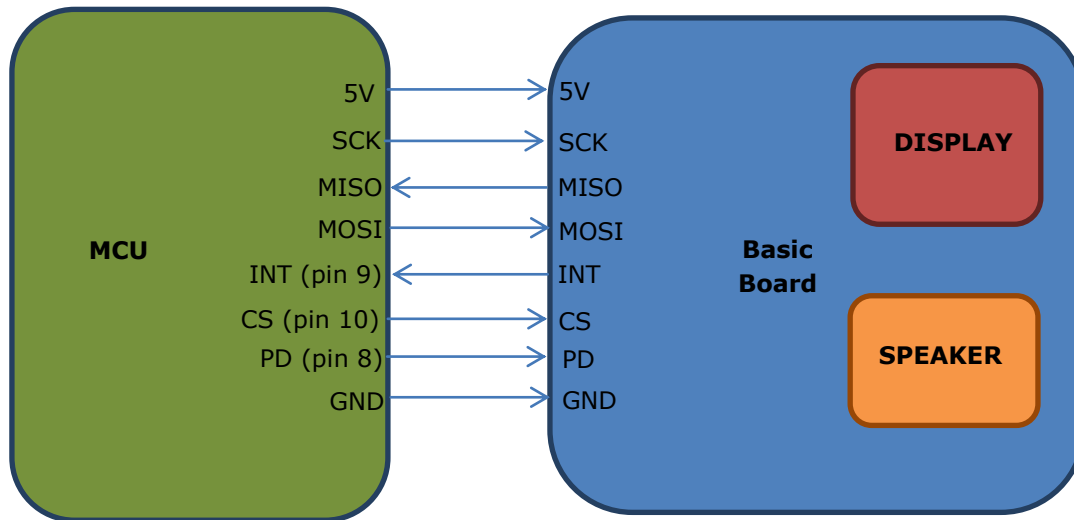 MCU
5V
SCK
MISO
MOSI
INT (pin 9)
CS (pin 10)
PD (pin 8)
GND
5V
SCK
MISO
MOSI
INT
CS
PD
GND
Basic
Board
DISPLAY
SPEAKER